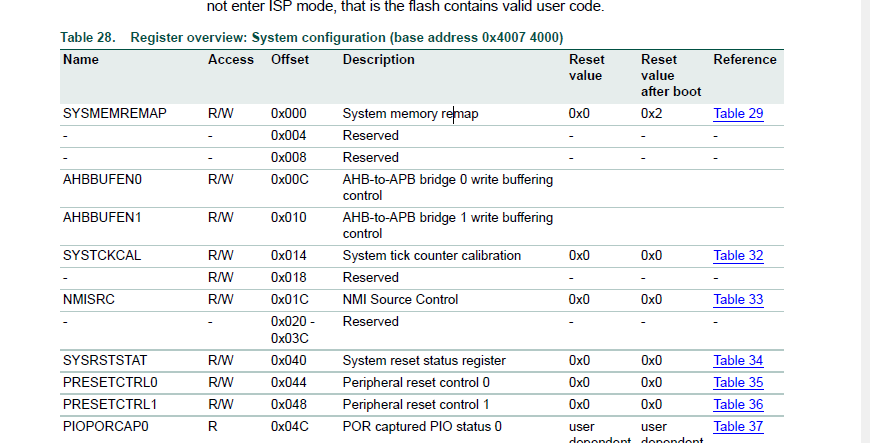 not enter ISP mode, that is the flash contains valid user code.
Table 28. Register overview: System configuration (base address 0x4007 4000)
Name Access Offset Description Reset value Reset value after boot Reference
SYSMEMREMAP R/W 0x000 System memory remap 0x0 0x2 Table 29
- - 0x004 Reserved - - -
- - 0x008 Reserved - - -
AHBBUFEN0 R/W 0x00C AHB-to-APB bridge 0 write buffering
control
AHBBUFEN1 R/W 0x010 AHB-to-APB bridge 1 write buffering
control
SYSTCKCAL R/W 0x014 System tick counter calibration 0x0 0x0 Table 32
- R/W 0x018 Reserved - - -
NMISRC R/W 0x01C NMI Source Control 0x0 0x0 Table 33
- - 0x020 - Reserved - - -
0x03C
SYSRSTSTAT R/W 0x040 System reset status register 0x0 0x0 Table 34
PRESETCTRL0 R/W 0x044 Peripheral reset control 0 0x0 0x0 Table 35
PRESETCTRL1 R/W 0x048 Peripheral reset control 1 0x0 0x0 Table 36
PIOPORCAP0 R 0x04C POR captured PIO status 0 user user Table 37
dependent dependent